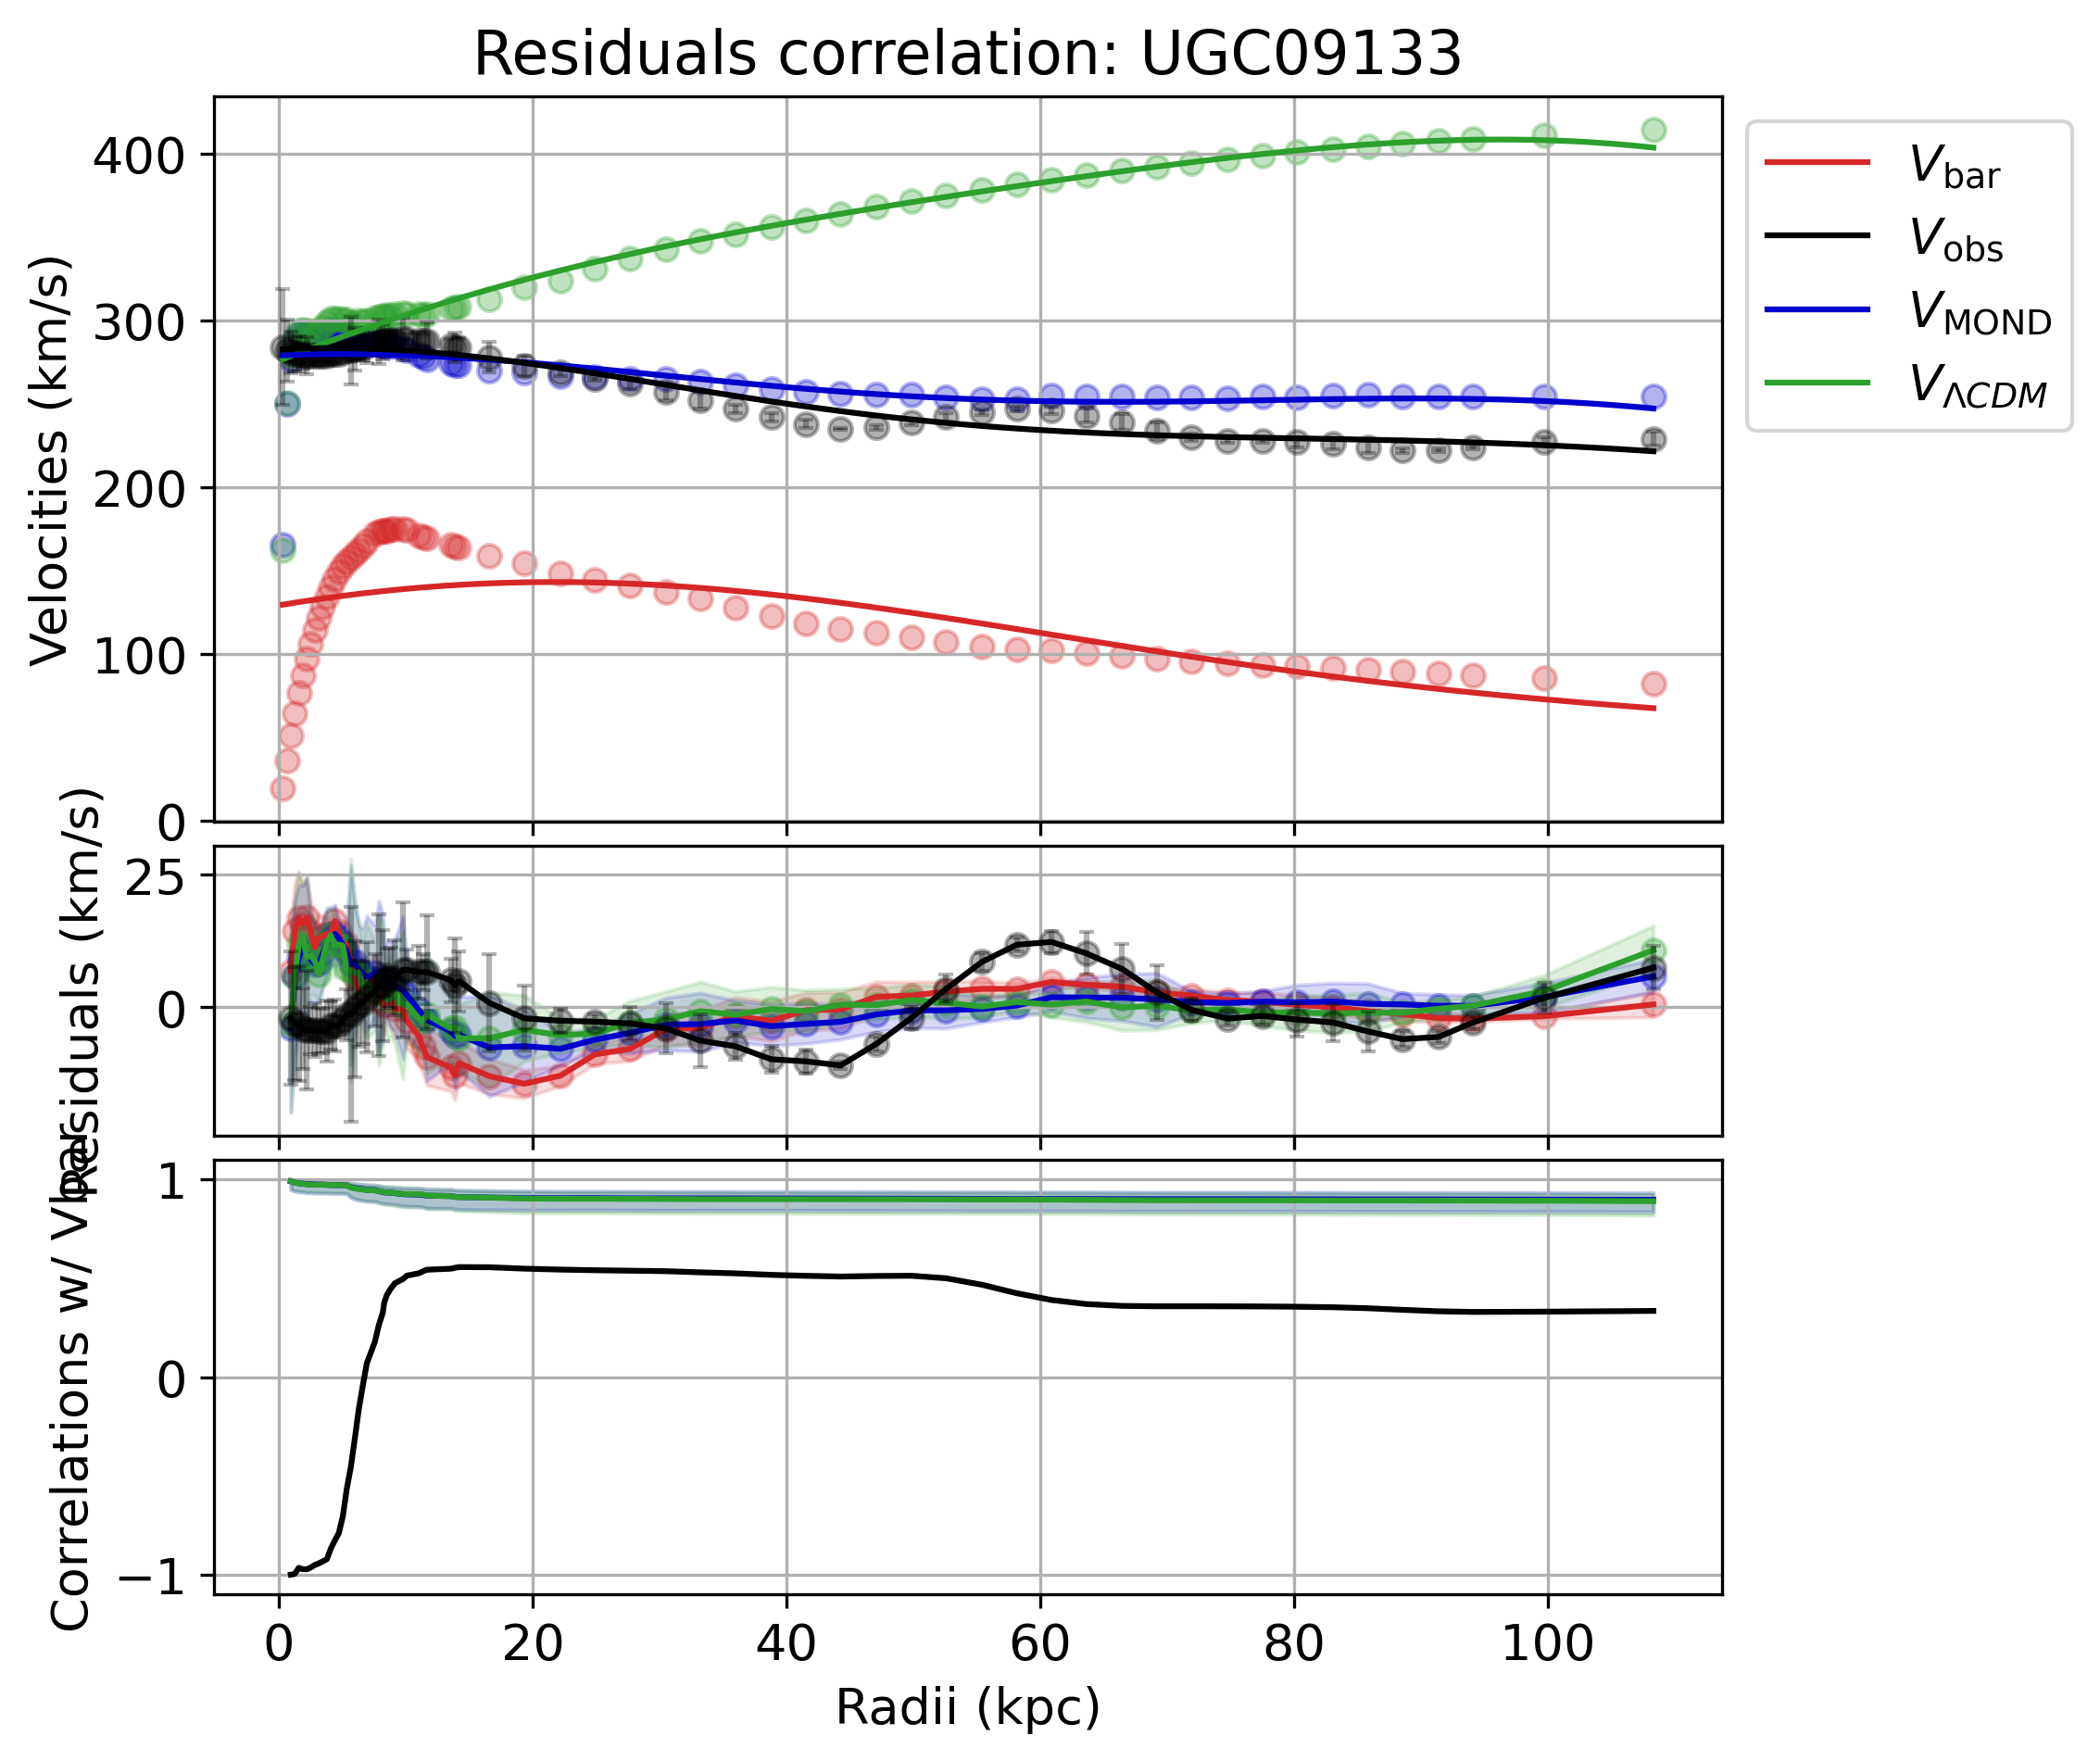 Residuals correlation: UGC09133
400
300
200
100
0
Velocities (km/s)
V_bar
V_obs
V_MOND
V_ΛCDM
25
0
Residuals (km/s)
1
0
−1
Correlations w/ Vbar
0 20 40 60 80 100
Radii (kpc)